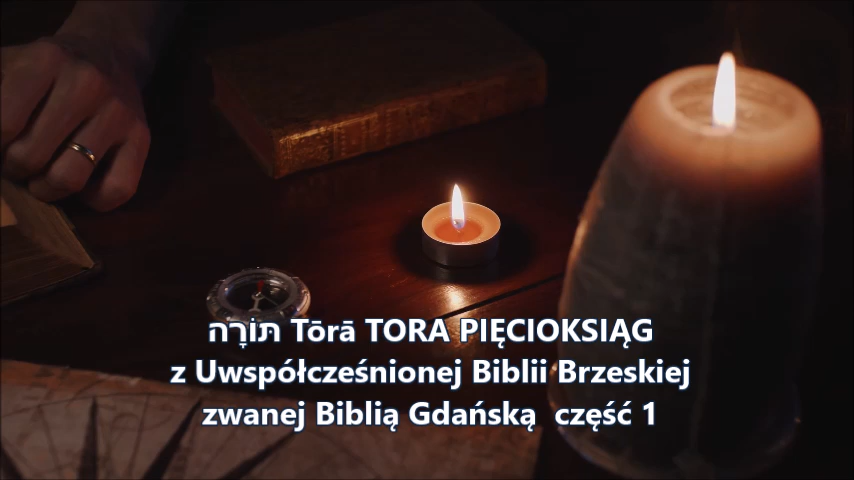 תּוֹרָה Tōrā TORA PIĘCIOKSIĄG
z Uwspółcześnionej Biblii Brzeskiej
zwanej Biblią Gdańską część 1